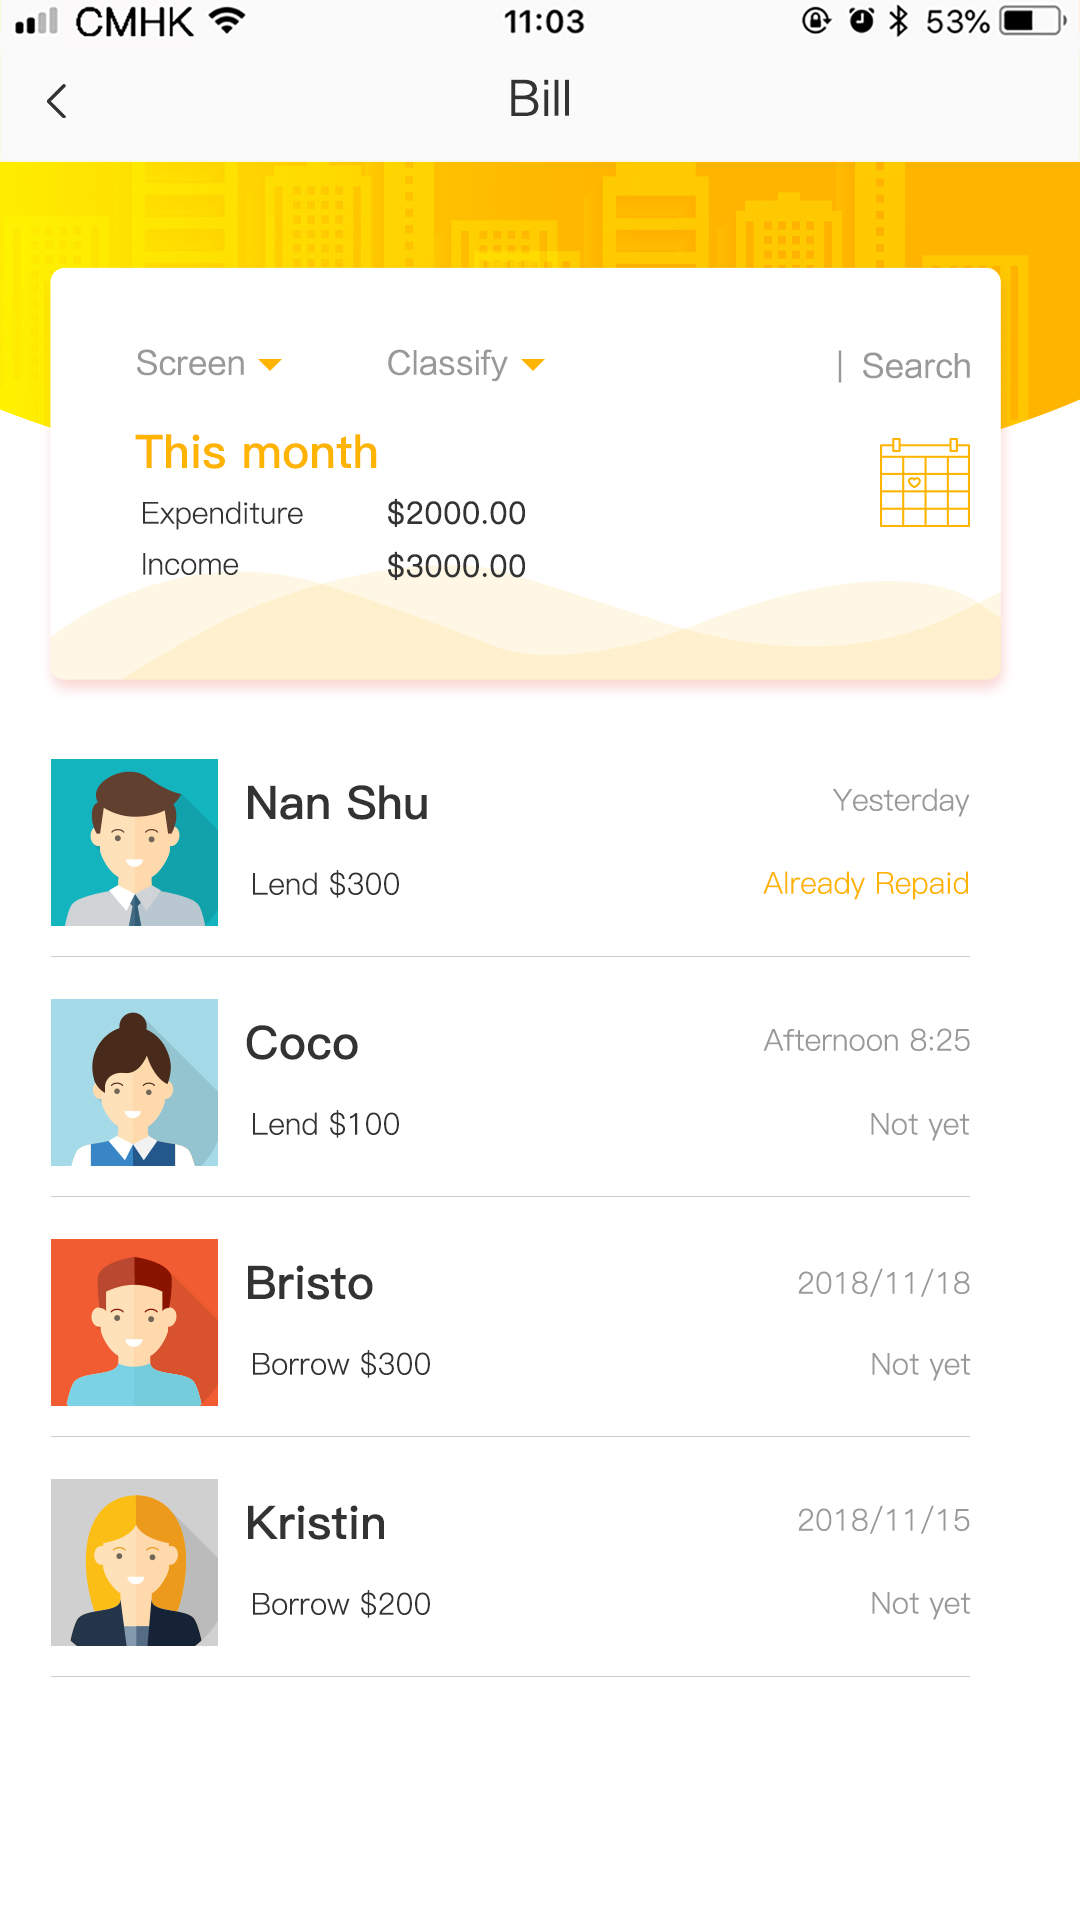 CMHK 11:03 53%
Bill
Screen Classify | Search
This month
Expenditure $2000.00
Income $3000.00
Nan Shu Yesterday
Lend $300 Already Repaid
Coco Afternoon 8:25
Lend $100 Not yet
Bristo 2018/11/18
Borrow $300 Not yet
Kristin 2018/11/15
Borrow $200 Not yet